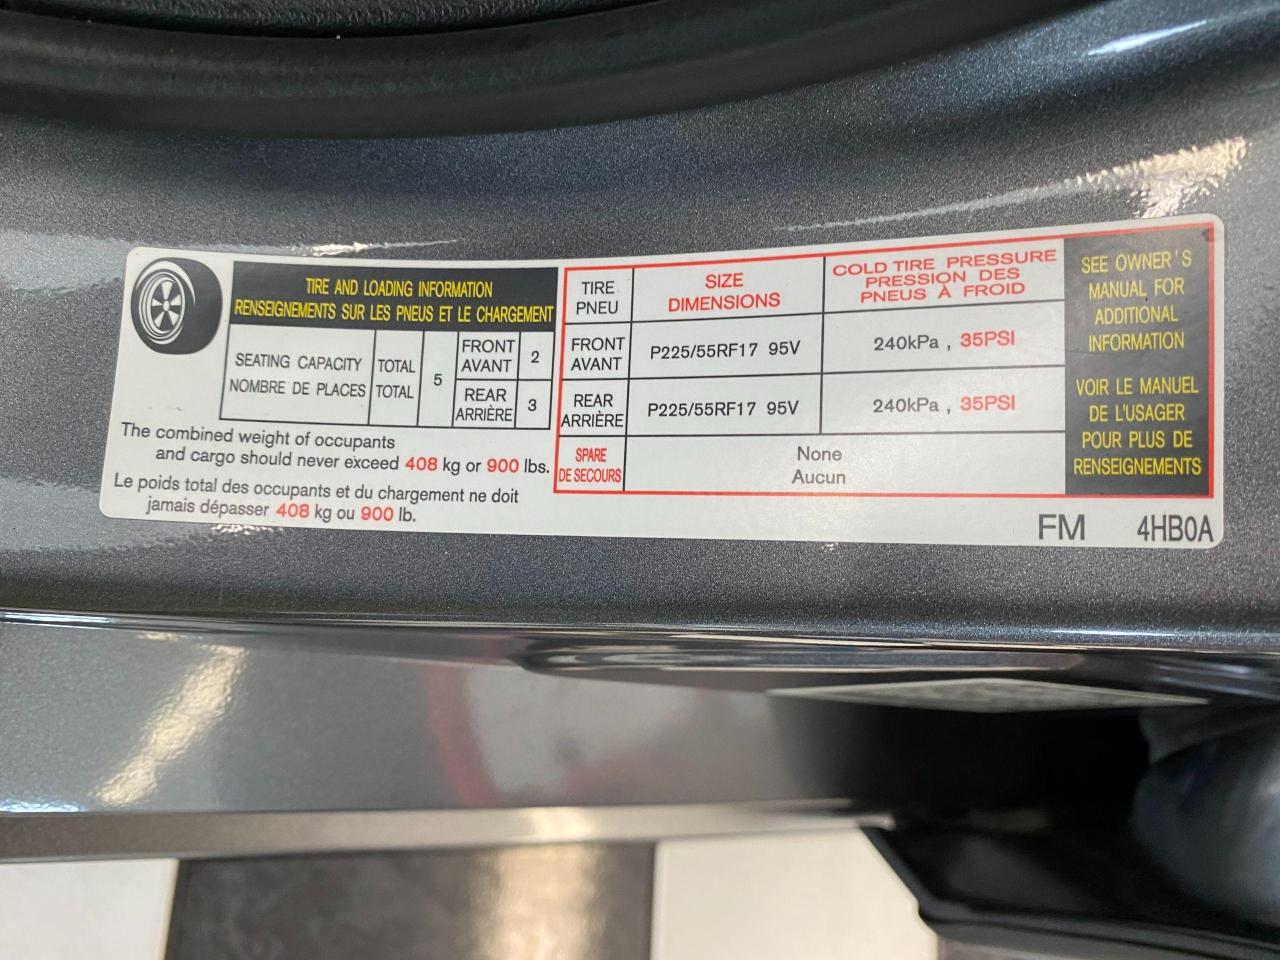 TIRE AND LOADING INFORMATION
RENSEIGNEMENTS SUR LES PNEUS ET LE CHARGEMENT
SEATING CAPACITY
NOMBRE DE PLACES
TOTAL
TOTAL
5
FRONT
AVANT
2
REAR
ARRIÈRE
3
The combined weight of occupants
and cargo should never exceed 408 kg or 900 lbs.
Le poids total des occupants et du chargement ne doit
jamais dépasser 408 kg ou 900 lb.
TIRE
PNEU
SIZE
DIMENSIONS
COLD TIRE PRESSURE
PRESSION DES
PNEUS À FROID
FRONT
AVANT
P225/55RF17 95V
240kPa , 35PSI
REAR
ARRIÈRE
P225/55RF17 95V
240kPa , 35PSI
SPARE
DE SECOURS
None
Aucun
SEE OWNER'S
MANUAL FOR
ADDITIONAL
INFORMATION
VOIR LE MANUEL
DE L'USAGER
POUR PLUS DE
RENSEIGNEMENTS
FM 4HB0A